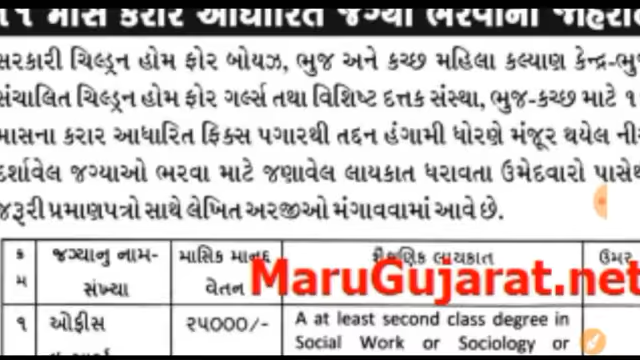 ૧૧ માસ કરાર આધારિત જગ્યા ભરવાની જાહેરા
સરકારી ચિલ્ડ્રન હોમ ફોર બોયઝ, ભુજ અને કચ્છ મહિલા કલ્યાણ કેન્દ્ર-ભુ
સંચાલિત ચિલ્ડ્રન હોમ ફોર ગર્લ્સ તથા વિશિષ્ટ દત્તક સંસ્થા, ભુજ-કચ્છ માટે ૧
માસના કરાર આધારિત ફિક્સ પગારથી તદ્દન હંગામી ધોરણે મંજૂર થયેલ ની
દર્શાવેલ જગ્યાઓ ભરવા માટે જણાવેલ લાયકાત ધરાવતા ઉમેદવારો પાસે
જરૂરી પ્રમાણપત્રો સાથે લેખિત અરજીઓ મંગાવવામાં આવે છે.
ક્રમ જગ્યાનુ નામ-સંખ્યા માસિક માનદ વેતન શૈક્ષણિક લાયકાત ઉમર
MaruGujarat.net
૧ ઓફીસ ૨૫૦૦૦/- A at least second class degree in
Social Work or Sociology or